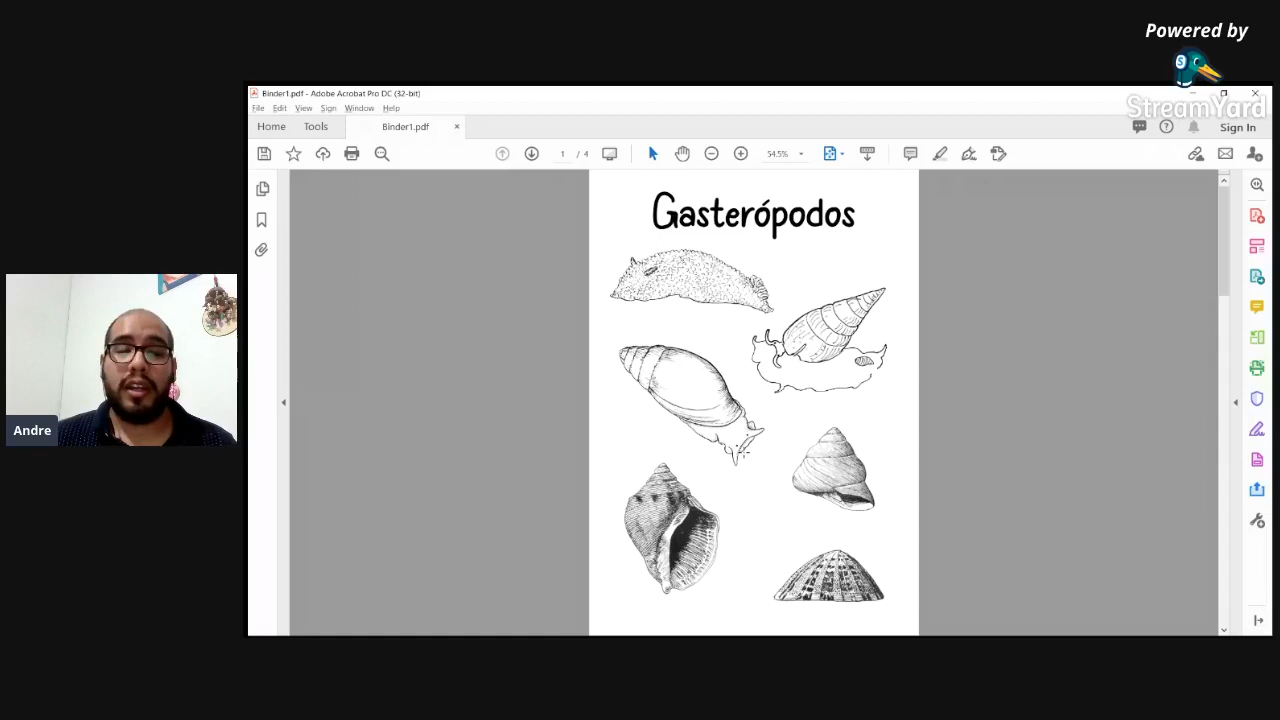 Powered by
StreamYard
Binder1.pdf - Adobe Acrobat Pro DC (32-bit)
File Edit View Sign Window Help
Home Tools Binder1.pdf × Sign In
1 / 4 54.5%
Gasterópodos
Andre